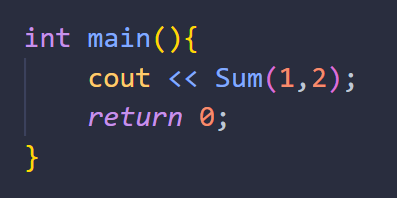 int main(){
    cout << Sum(1,2);
    return 0;
}